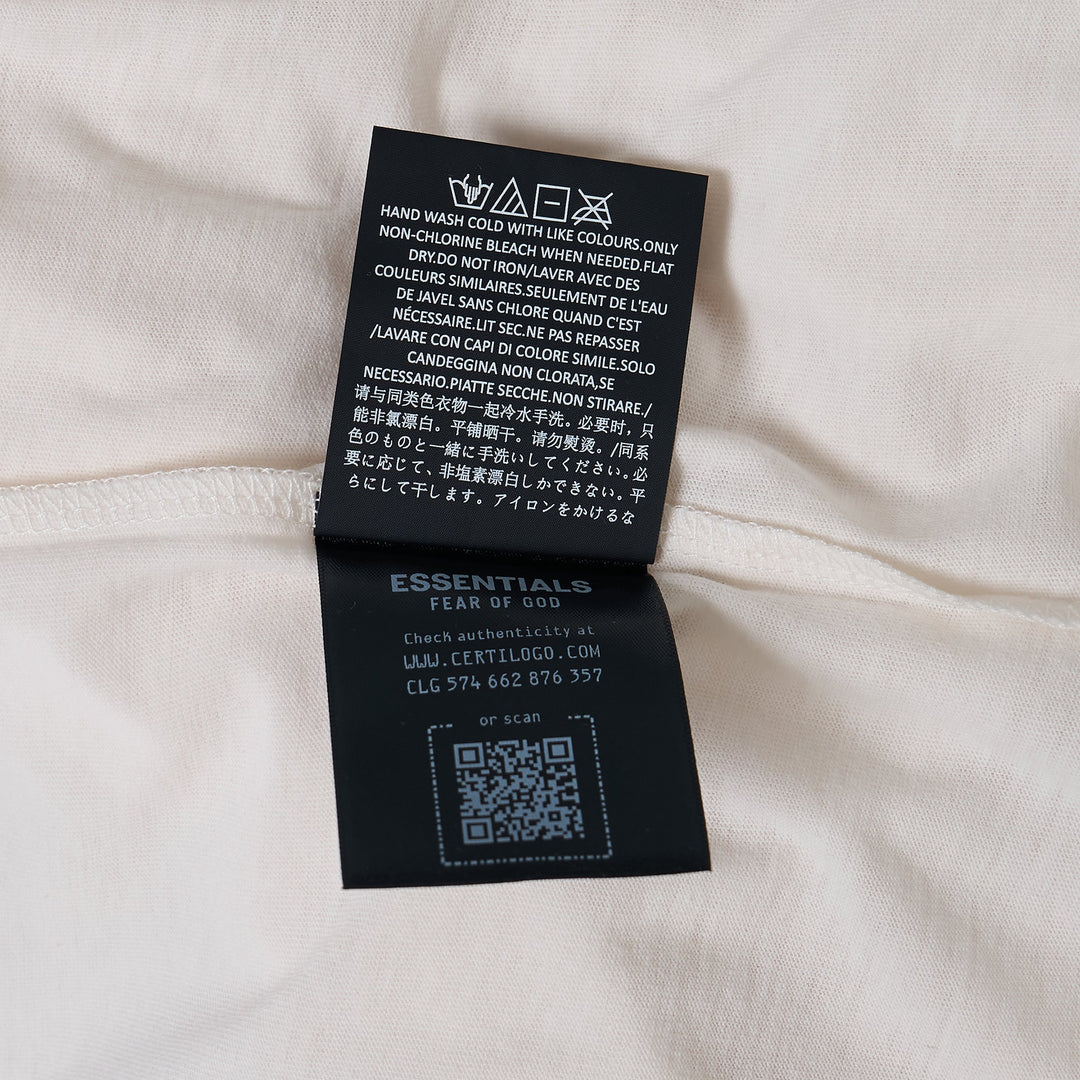 HAND WASH COLD WITH LIKE COLOURS.ONLY
NON-CHLORINE BLEACH WHEN NEEDED.FLAT
DRY.DO NOT IRON/LAVER AVEC DES
COULEURS SIMILAIRES.SEULEMENT DE L'EAU
DE JAVEL SANS CHLORE QUAND C'EST
NÉCESSAIRE.LIT SEC.NE PAS REPASSER
/LAVARE CON CAPI DI COLORE SIMILE.SOLO
CANDEGGINA NON CLORATA,SE
NECESSARIO.PIATTE SECCHE.NON STIRARE./
请与同类色衣物一起冷水手洗。必要时，只
能非氯漂白。平铺晒干。请勿熨烫。/同系
色のものと一緒に手洗いしてください。必
要に応じて、非塩素漂白しかできない。平
らにして干します。アイロンをかけるな
ESSENTIALS
FEAR OF GOD
Check authenticity at
WWW.CERTILOGO.COM
CLG 574 662 876 357
or scan